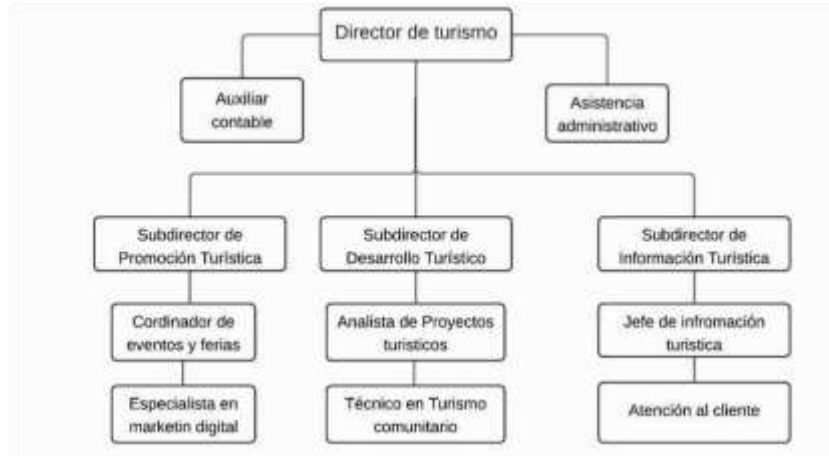 Director de turismo
Auxiliar
contable
Asistencia
administrativo
Subdirector de
Promoción Turística
Subdirector de
Desarrollo Turístico
Subdirector de
Información Turística
Cordinador de
eventos y ferias
Analista de Proyectos
turisticos
Jefe de infromación
turistica
Especialista en
marketin digital
Técnico en Turismo
comunitario
Atención al cliente